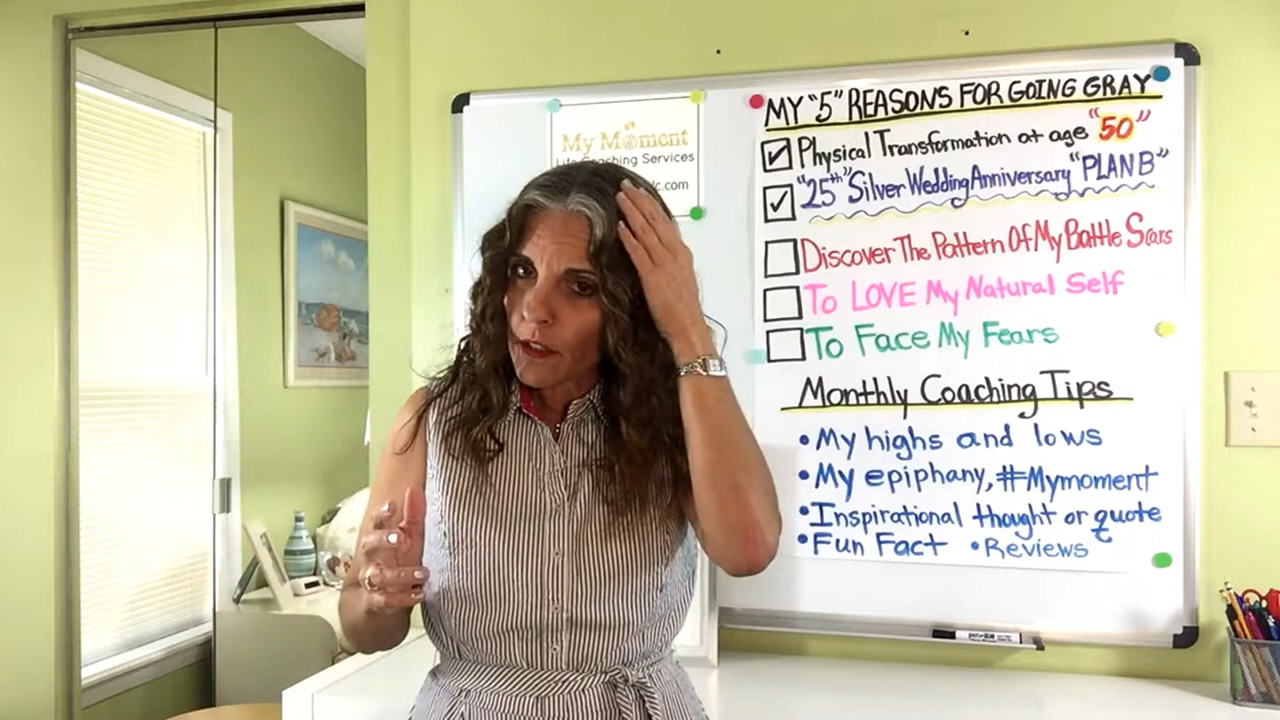 My Moment
Life Coaching Services
lc.com
MY "5" REASONS FOR GOING GRAY
Physical Transformation at age "50"
"25th" Silver Wedding Anniversary "PLAN B"
Discover The Pattern Of My Battle Scars
To LOVE My Natural Self
To Face My Fears
Monthly Coaching Tips
•My highs and lows
•My epiphany, #Mymoment
•Inspirational thought or quote
•Fun Fact •Reviews